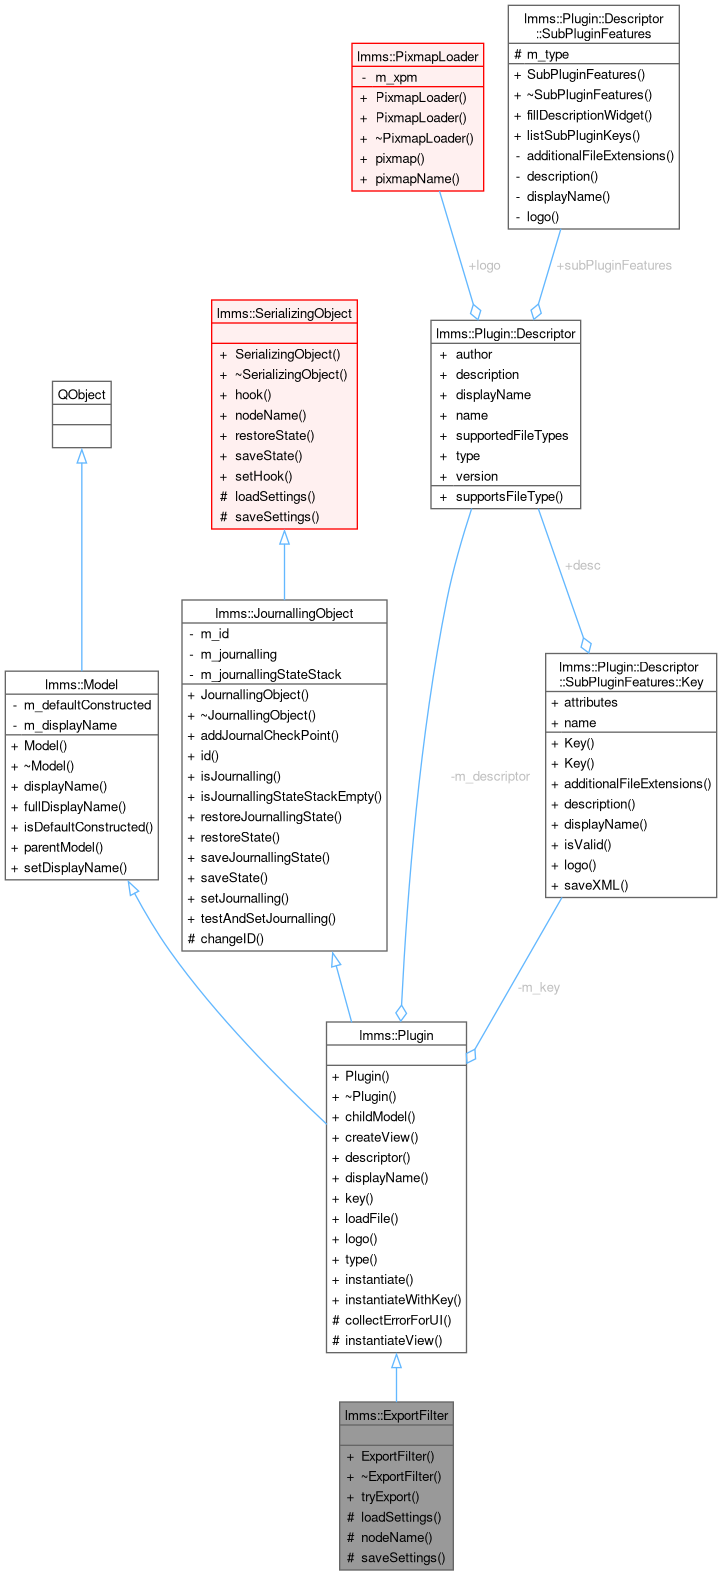 lmms::Plugin::Descriptor
::SubPluginFeatures
# m_type
+ SubPluginFeatures()
+ ~SubPluginFeatures()
+ fillDescriptionWidget()
+ listSubPluginKeys()
- additionalFileExtensions()
- description()
- displayName()
- logo()
lmms::PixmapLoader
- m_xpm
+ PixmapLoader()
+ PixmapLoader()
+ ~PixmapLoader()
+ pixmap()
+ pixmapName()
+logo
+subPluginFeatures
lmms::SerializingObject
+ SerializingObject()
+ ~SerializingObject()
+ hook()
+ nodeName()
+ restoreState()
+ saveState()
+ setHook()
# loadSettings()
# saveSettings()
lmms::Plugin::Descriptor
+ author
+ description
+ displayName
+ name
+ supportedFileTypes
+ type
+ version
+ supportsFileType()
QObject
+desc
lmms::JournallingObject
- m_id
- m_journalling
- m_journallingStateStack
+ JournallingObject()
+ ~JournallingObject()
+ addJournalCheckPoint()
+ id()
+ isJournalling()
+ isJournallingStateStackEmpty()
+ restoreJournallingState()
+ restoreState()
+ saveJournallingState()
+ saveState()
+ setJournalling()
+ testAndSetJournalling()
# changeID()
lmms::Model
- m_defaultConstructed
- m_displayName
+ Model()
+ ~Model()
+ displayName()
+ fullDisplayName()
+ isDefaultConstructed()
+ parentModel()
+ setDisplayName()
lmms::Plugin::Descriptor
::SubPluginFeatures::Key
+ attributes
+ name
+ Key()
+ Key()
+ additionalFileExtensions()
+ description()
+ displayName()
+ isValid()
+ logo()
+ saveXML()
-m_descriptor
-m_key
lmms::Plugin
+ Plugin()
+ ~Plugin()
+ childModel()
+ createView()
+ descriptor()
+ displayName()
+ key()
+ loadFile()
+ logo()
+ type()
+ instantiate()
+ instantiateWithKey()
# collectErrorForUI()
# instantiateView()
lmms::ExportFilter
+ ExportFilter()
+ ~ExportFilter()
+ tryExport()
# loadSettings()
# nodeName()
# saveSettings()